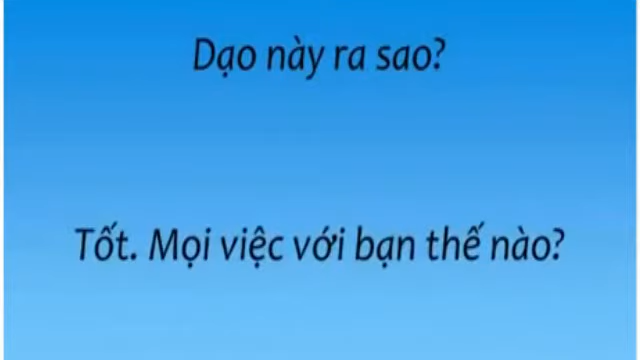 Dạo này ra sao?
Tốt. Mọi việc với bạn thế nào?